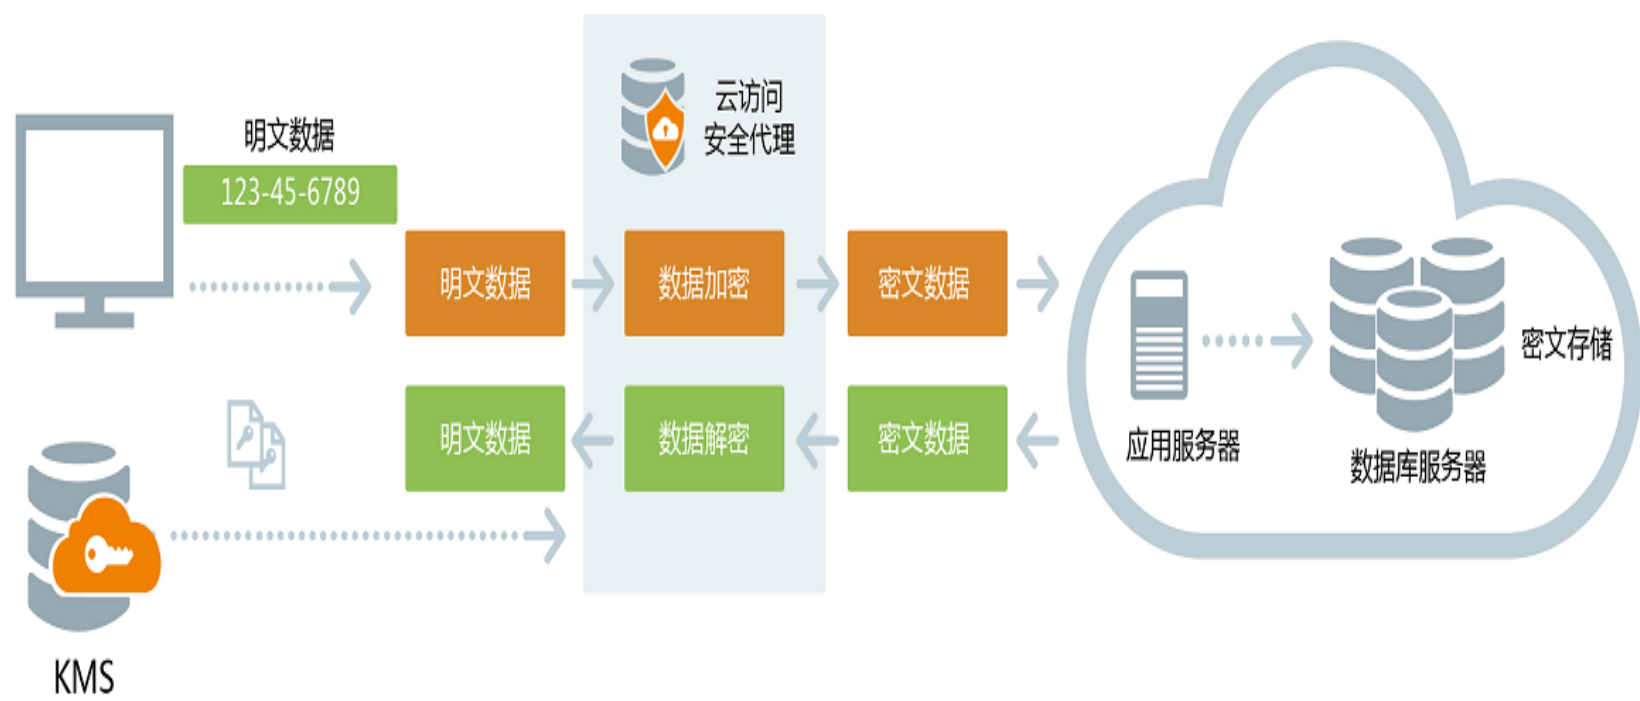 云访问
安全代理
明文数据
123-45-6789
明文数据
数据加密
密文数据
密文存储
明文数据
数据解密
密文数据
应用服务器
数据库服务器
KMS